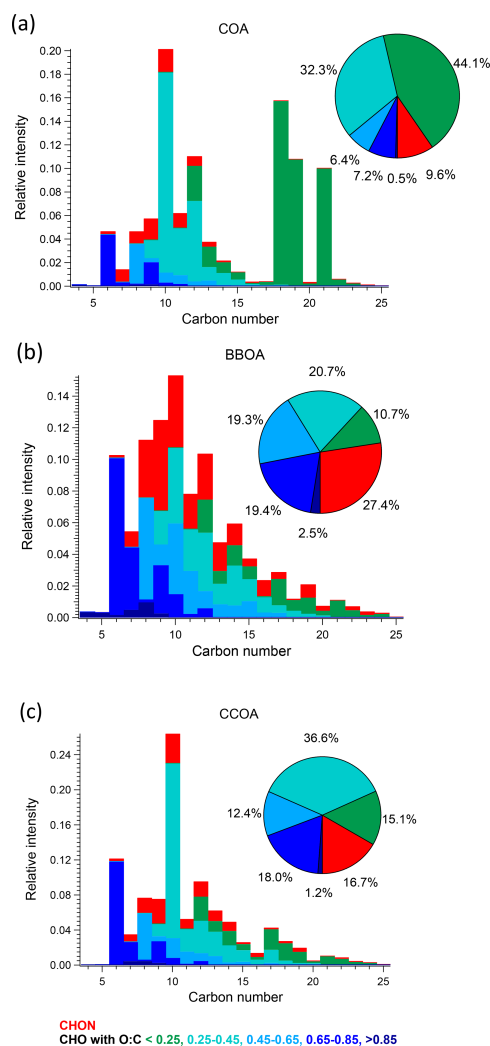 (a)
COA
0.20
0.18
0.16
0.14
0.12
0.10
0.08
0.06
0.04
0.02
0.00
Relative intensity
5 10 15 20 25
Carbon number
32.3%
44.1%
6.4%
7.2%
0.5%
9.6%
(b)
BBOA
0.14
0.12
0.10
0.08
0.06
0.04
0.02
0.00
Relative intensity
5 10 15 20 25
Carbon number
20.7%
19.3%
10.7%
19.4%
27.4%
2.5%
(c)
CCOA
0.24
0.20
0.16
0.12
0.08
0.04
0.00
Relative intensity
5 10 15 20 25
Carbon number
36.6%
12.4%
15.1%
18.0%
16.7%
1.2%
CHON
CHO with O:C < 0.25, 0.25-0.45, 0.45-0.65, 0.65-0.85, >0.85